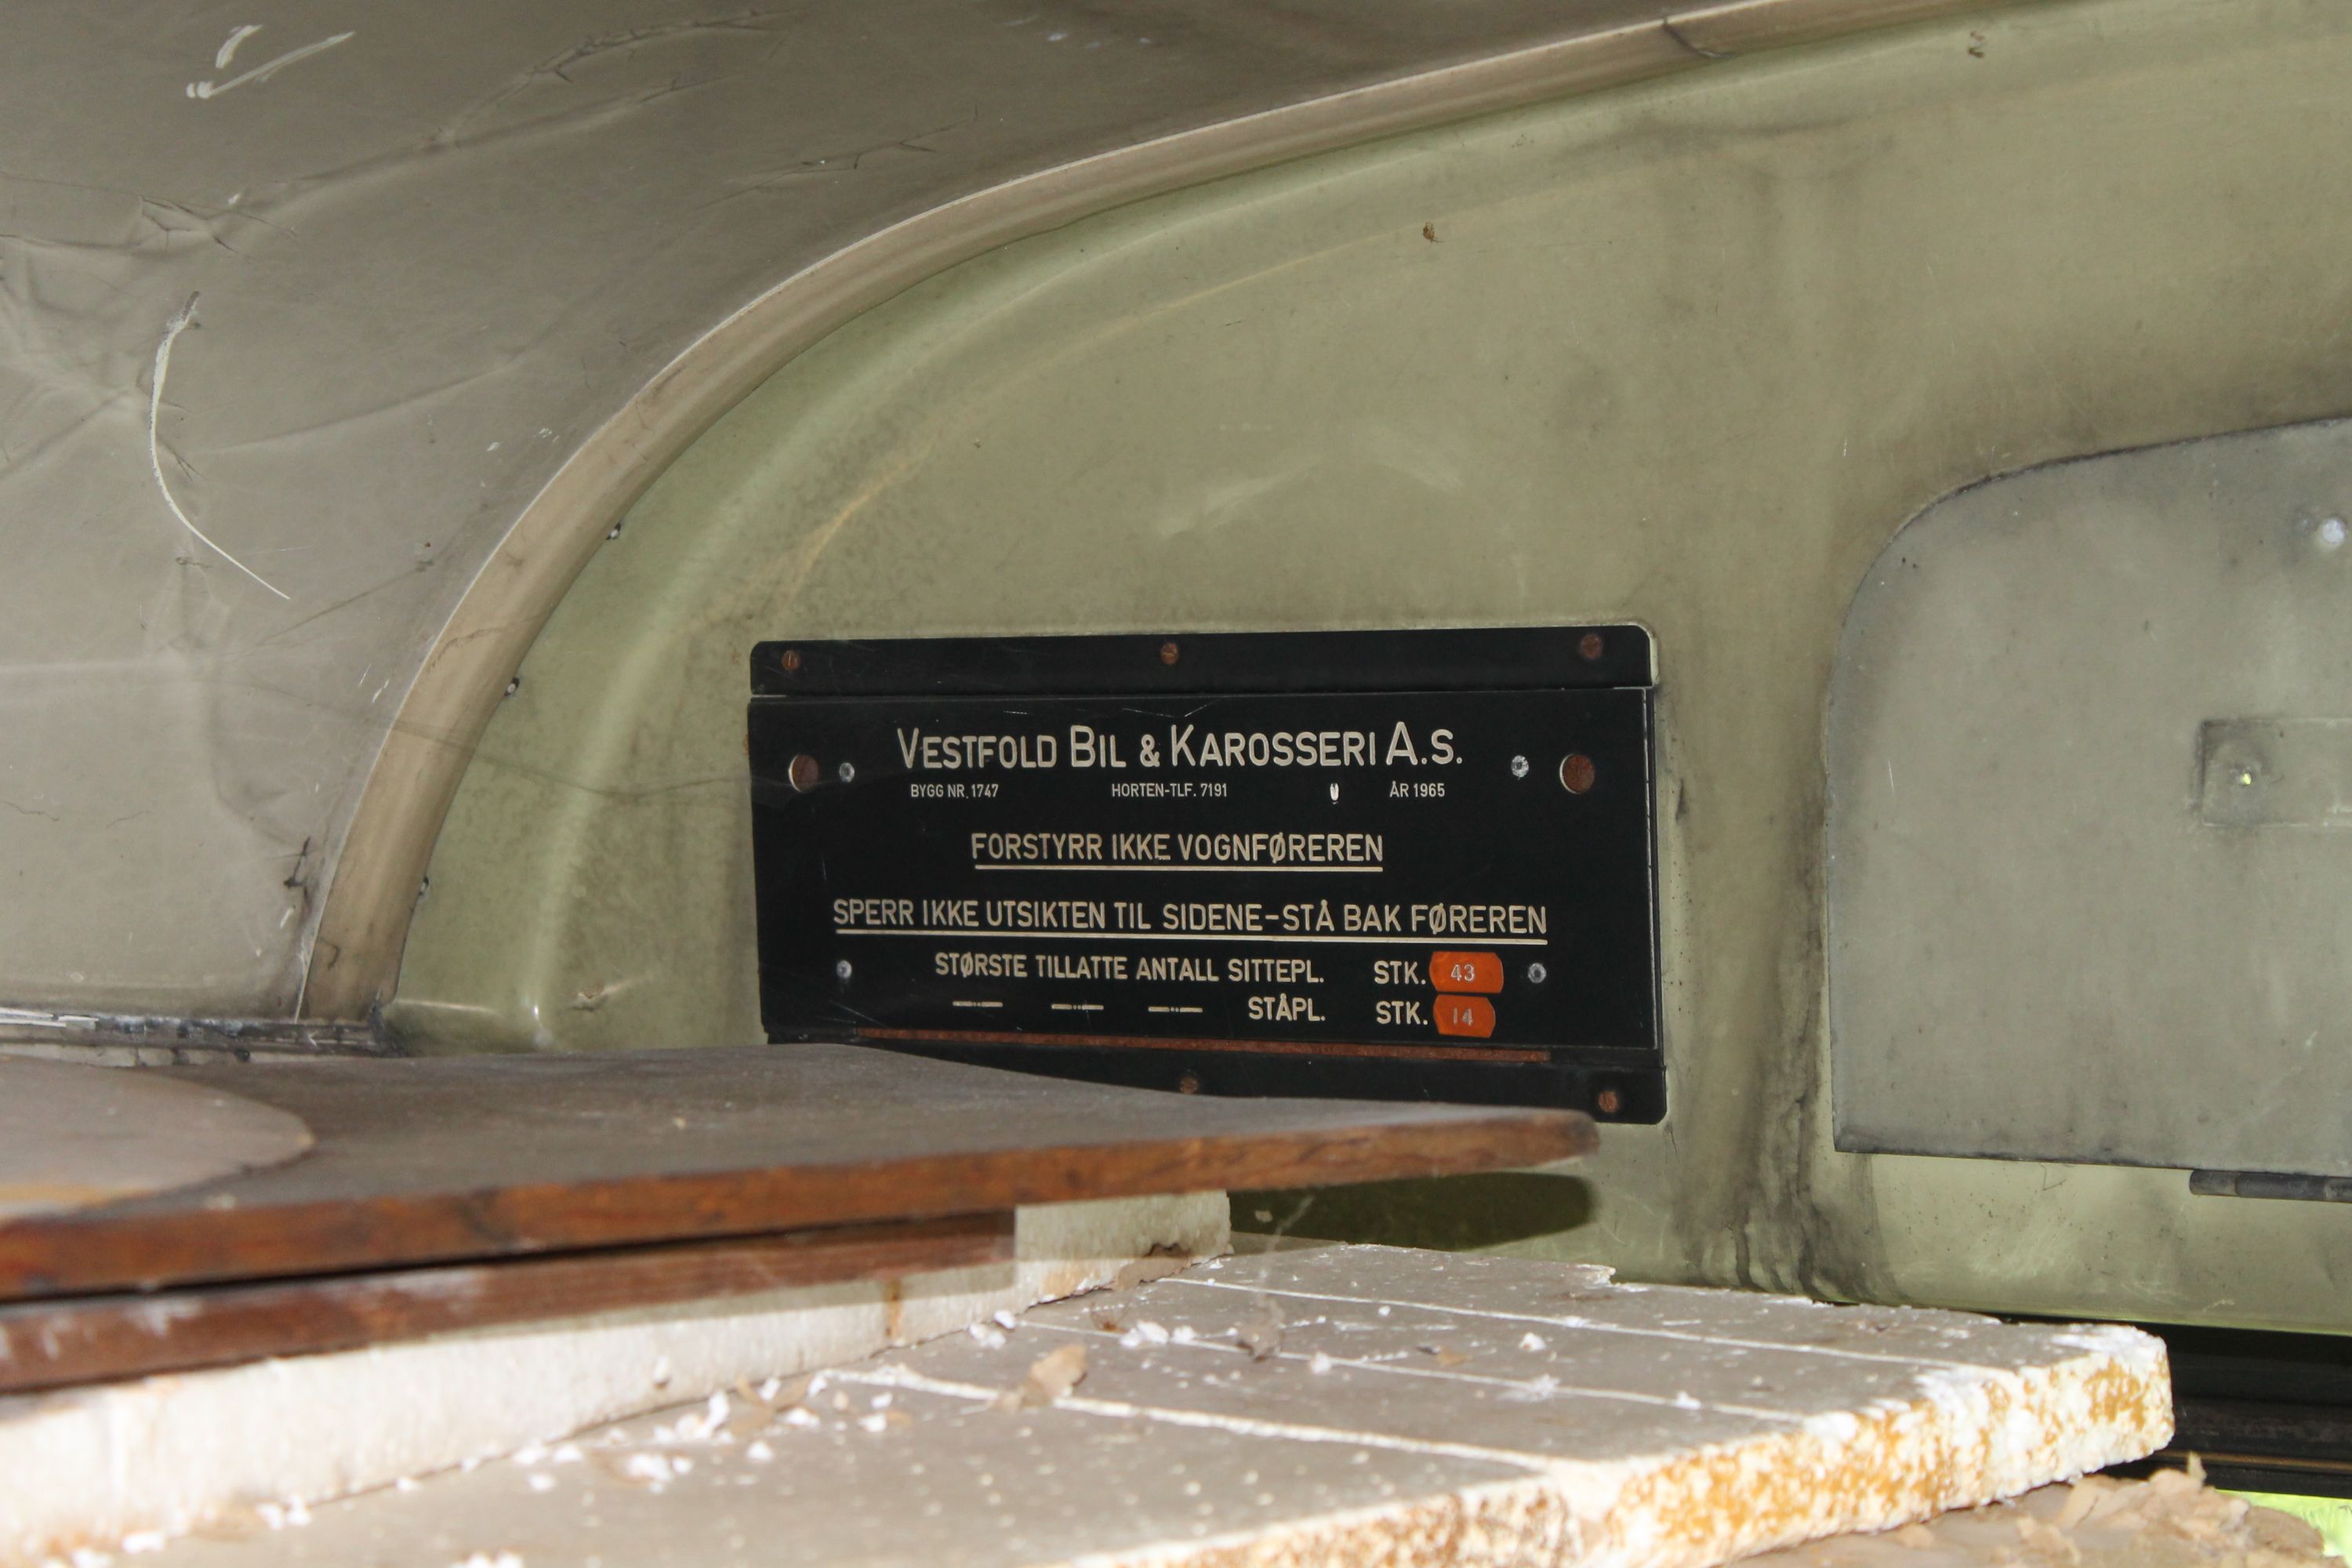 VESTFOLD BIL & KAROSSERI A.S.
BYGG NR. 1747 HORTEN-TLF. 7191 ÅR 1965
FORSTYRR IKKE VOGNFØREREN
SPERR IKKE UTSIKTEN TIL SIDENE-STÅ BAK FØREREN
STØRSTE TILLATTE ANTALL SITTEPL. STK. 43
—„— —„— —„— STÅPL. STK. 14